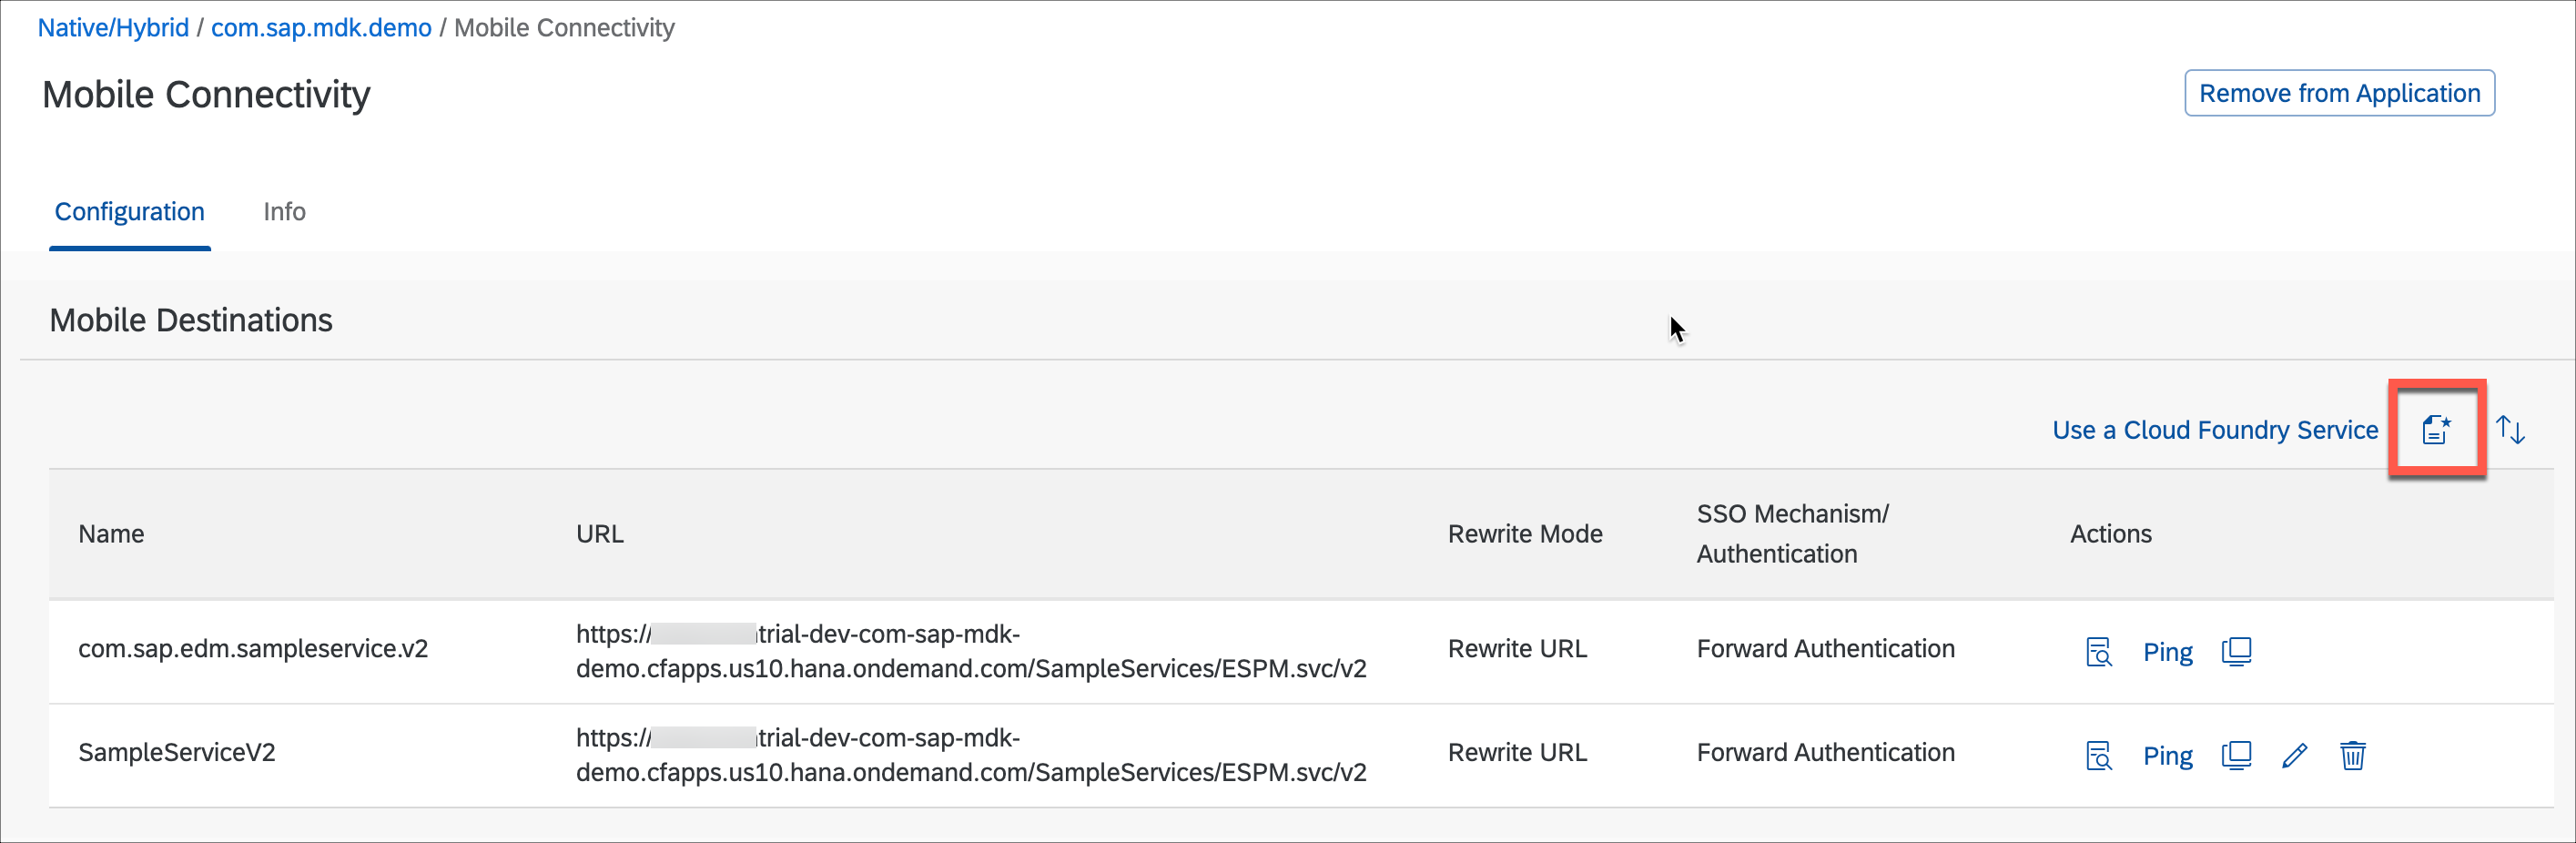 Native/Hybrid / com.sap.mdk.demo / Mobile Connectivity
Mobile Connectivity
Remove from Application
Configuration
Info
Mobile Destinations
Use a Cloud Foundry Service
Name
URL
Rewrite Mode
SSO Mechanism/
Authentication
Actions
com.sap.edm.sampleservice.v2
https:// trial-dev-com-sap-mdk-
demo.cfapps.us10.hana.ondemand.com/SampleServices/ESPM.svc/v2
Rewrite URL
Forward Authentication
Ping
SampleServiceV2
https:// trial-dev-com-sap-mdk-
demo.cfapps.us10.hana.ondemand.com/SampleServices/ESPM.svc/v2
Rewrite URL
Forward Authentication
Ping